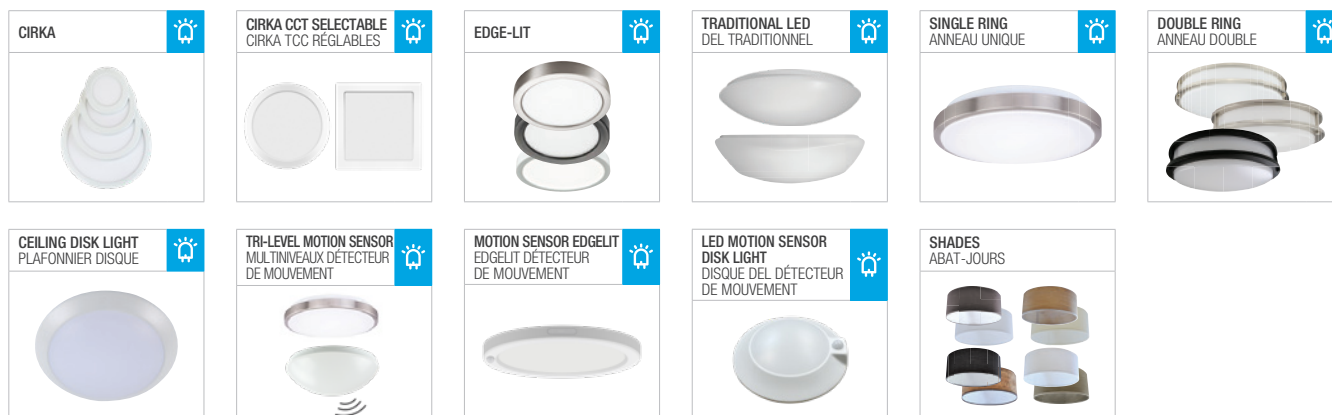 CIRKA
CIRKA CCT SELECTABLE
CIRKA TCC RÉGLABLES
EDGE-LIT
TRADITIONAL LED
DEL TRADITIONNEL
SINGLE RING
ANNEAU UNIQUE
DOUBLE RING
ANNEAU DOUBLE
CEILING DISK LIGHT
PLAFONNIER DISQUE
TRI-LEVEL MOTION SENSOR
MULTINIVEAUX DÉTECTEUR
DE MOUVEMENT
MOTION SENSOR EDGELIT
EDGELIT DÉTECTEUR
DE MOUVEMENT
LED MOTION SENSOR
DISK LIGHT
DISQUE DEL DÉTECTEUR
DE MOUVEMENT
SHADES
ABAT-JOURS